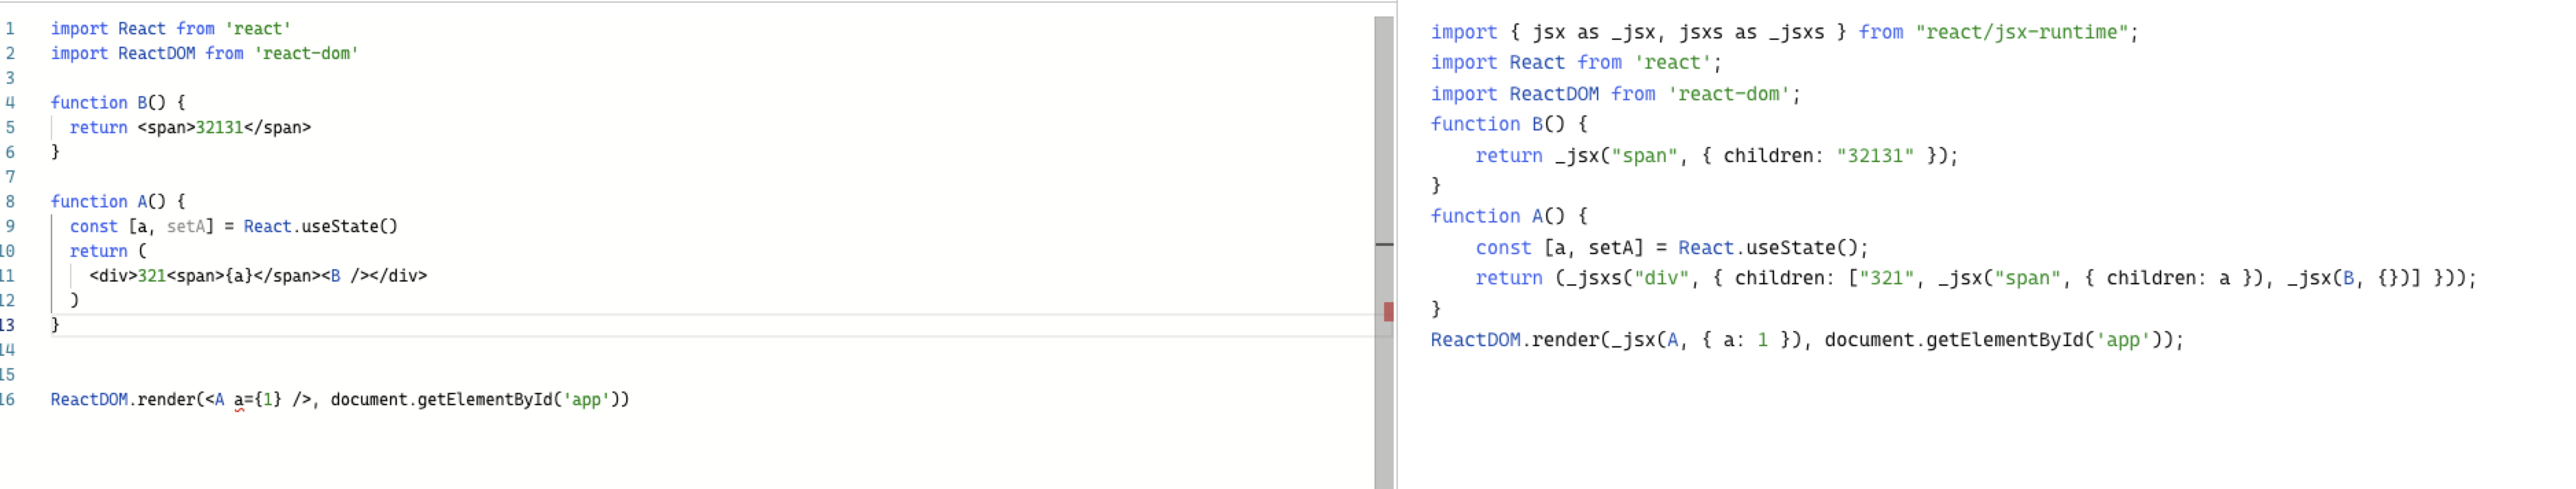 1 import React from 'react'
2 import ReactDOM from 'react-dom'
3
4 function B() {
5 return <span>32131</span>
6 }
7
8 function A() {
9 const [a, setA] = React.useState()
10 return (
11 <div>321<span>{a}</span><B /></div>
12 )
13 }
14
15
16 ReactDOM.render(<A a={1} />, document.getElementById('app'))
import { jsx as _jsx, jsxs as _jsxs } from "react/jsx-runtime";
import React from 'react';
import ReactDOM from 'react-dom';
function B() {
return _jsx("span", { children: "32131" });
}
function A() {
const [a, setA] = React.useState();
return (_jsxs("div", { children: ["321", _jsx("span", { children: a }), _jsx(B, {})] }));
}
ReactDOM.render(_jsx(A, { a: 1 }), document.getElementById('app'));